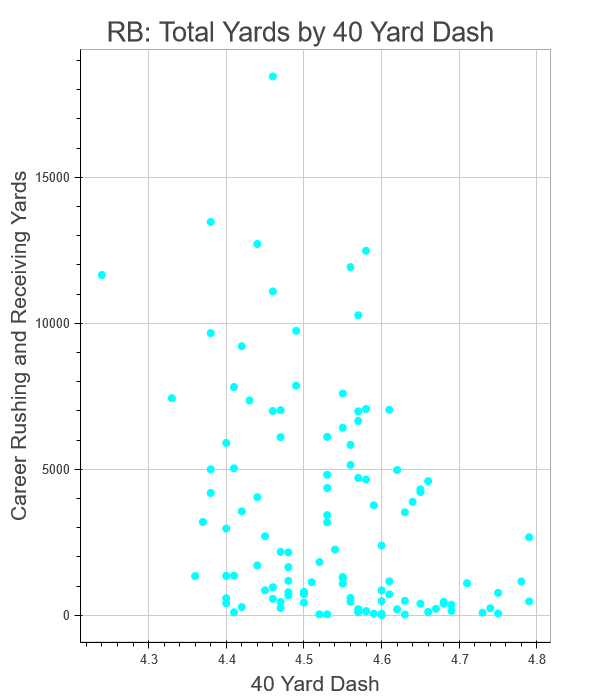 RB: Total Yards by 40 Yard Dash
Career Rushing and Receiving Yards
15000
10000
5000
0
4.3 4.4 4.5 4.6 4.7 4.8
40 Yard Dash